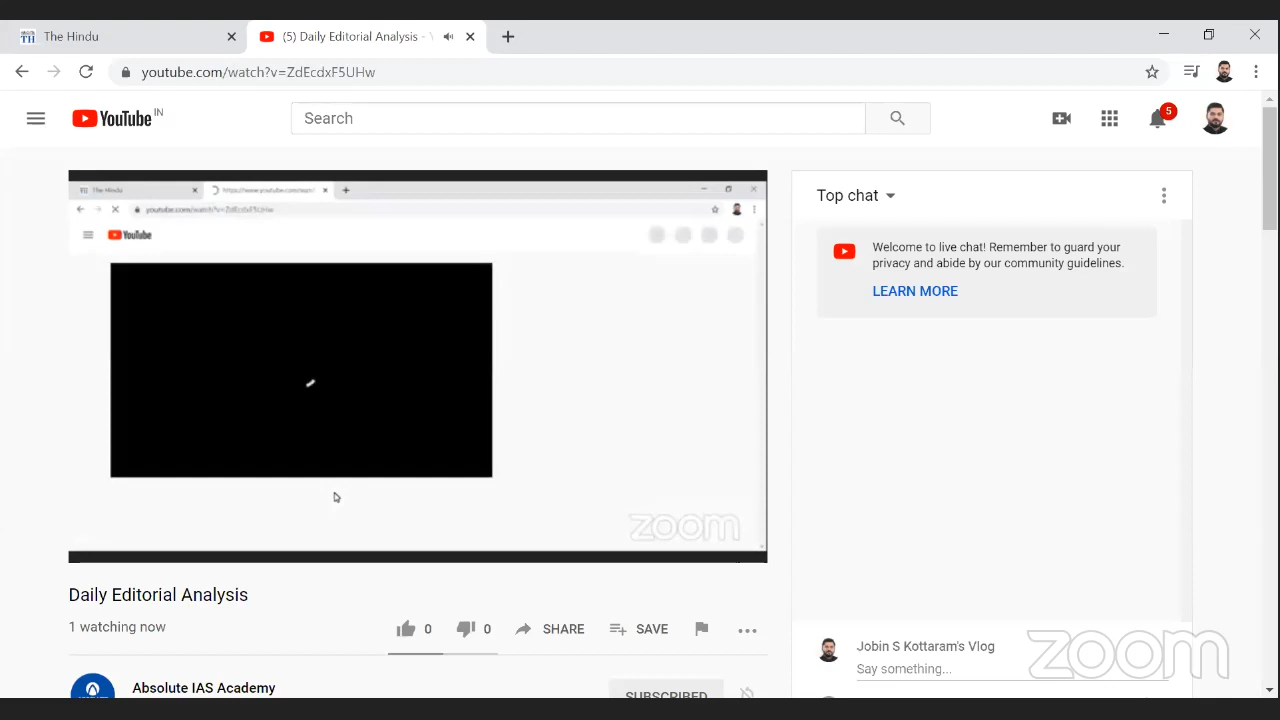 The Hindu
(5) Daily Editorial Analysis -
youtube.com/watch?v=ZdEcdxF5UHw
YouTube IN
Search
5
The Hindu
YouTube
zoom
Top chat
Welcome to live chat! Remember to guard your
privacy and abide by our community guidelines.
LEARN MORE
Daily Editorial Analysis
1 watching now
0
0
SHARE
SAVE
Absolute IAS Academy
SUBSCRIBED
Jobin S Kottaram's Vlog
Say something...
zoom